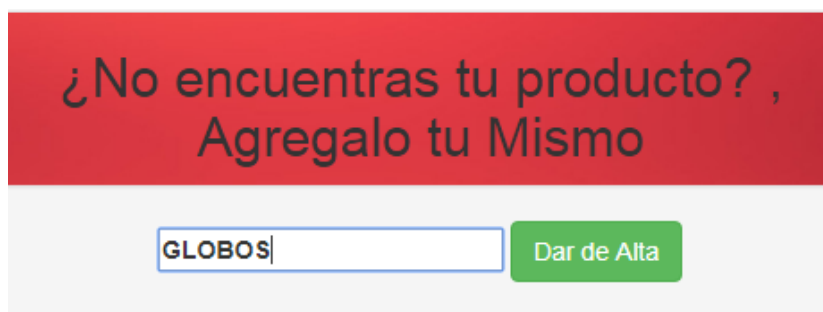 ¿No encuentras tu producto? ,
Agregalo tu Mismo
GLOBOS
Dar de Alta